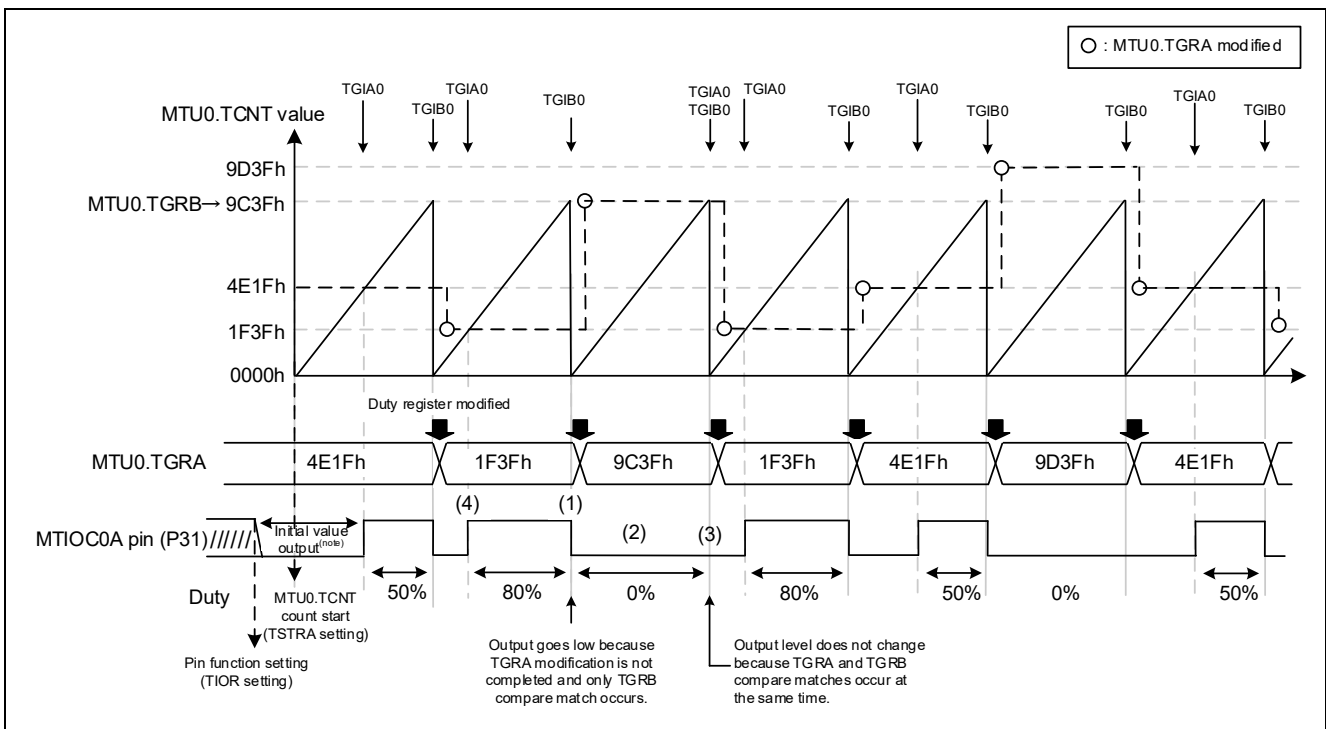 ○ : MTU0.TGRA modified
TGIA0 TGIB0 TGIA0 TGIB0 TGIA0 TGIB0 TGIA0 TGIB0 TGIA0 TGIB0 TGIB0 TGIA0 TGIB0
MTU0.TCNT value
9D3Fh
MTU0.TGRB→ 9C3Fh
4E1Fh
1F3Fh
0000h
Duty register modified
MTU0.TGRA 4E1Fh 1F3Fh 9C3Fh 1F3Fh 4E1Fh 9D3Fh 4E1Fh
(4) (1)
MTIOC0A pin (P31) ////// Initial value (2) (3)
output(note)
Duty 50% 80% 0% 80% 50% 0% 50%
MTU0.TCNT
count start
(TSTRA setting)
Pin function setting
(TIOR setting)
Output goes low because
TGRA modification is not
completed and only TGRB
compare match occurs.
Output level does not change
because TGRA and TGRB
compare matches occur at
the same time.